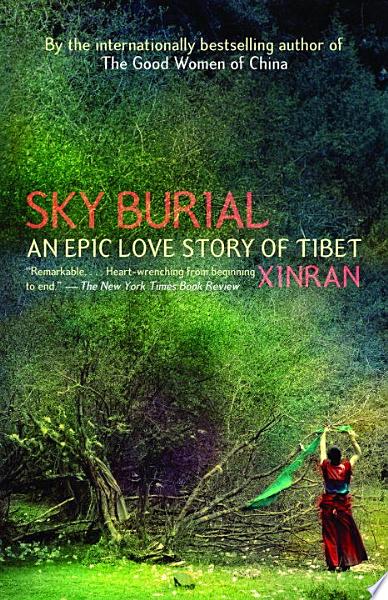 By the internationally bestselling author of
The Good Women of China
SKY BURIAL
AN EPIC LOVE STORY OF TIBET
"Remarkable. . . . Heart-wrenching from beginning
to end." — The New York Times Book Review
XINRAN